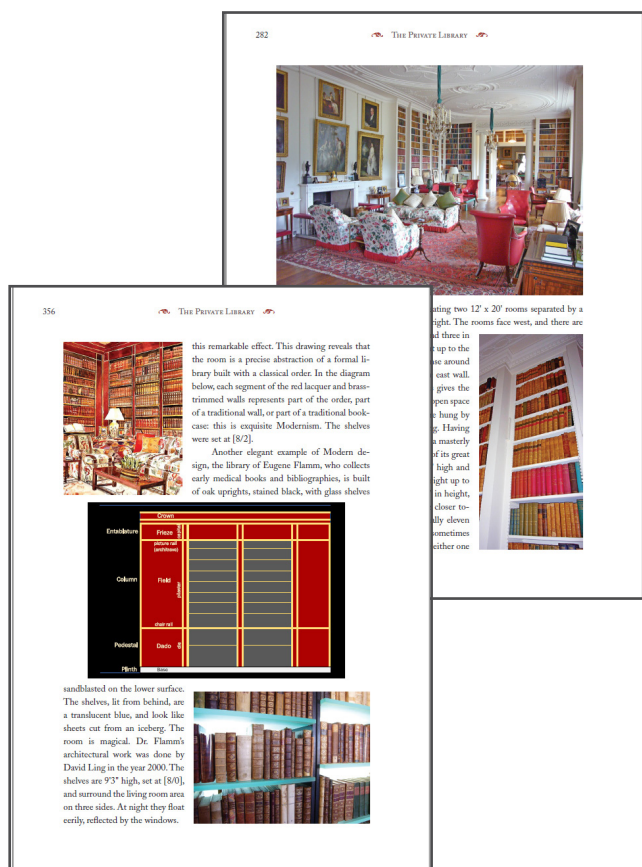 282
THE PRIVATE LIBRARY
ating two 12' x 20' rooms separated by a
right. The rooms face west, and there are
d three in
t up to the
se around
east wall.
gives the
open space
e hung by
g. Having
a masterly
of its great
' high and
ight up to
in height,
closer to-
lly eleven
sometimes
either one
356
THE PRIVATE LIBRARY
this remarkable effect. This drawing reveals that
the room is a precise abstraction of a formal li-
brary built with a classical order. In the diagram
below, each segment of the red lacquer and brass-
trimmed walls represents part of the order, part
of a traditional wall, or part of a traditional book-
case: this is exquisite Modernism. The shelves
were set at [8/2].
Another elegant example of Modern de-
sign, the library of Eugene Flamm, who collects
early medical books and bibliographies, is built
of oak uprights, stained black, with glass shelves
Crown
Entablature
Frieze
capital
picture rail
(architrave)
Column
Field
pilaster
chair rail
Pedestal
Dado
die
Plinth
Base
sandblasted on the lower surface.
The shelves, lit from behind, are
a translucent blue, and look like
sheets cut from an iceberg. The
room is magical. Dr. Flamm's
architectural work was done by
David Ling in the year 2000. The
shelves are 9'3" high, set at [8/0],
and surround the living room area
on three sides. At night they float
eerily, reflected by the windows.